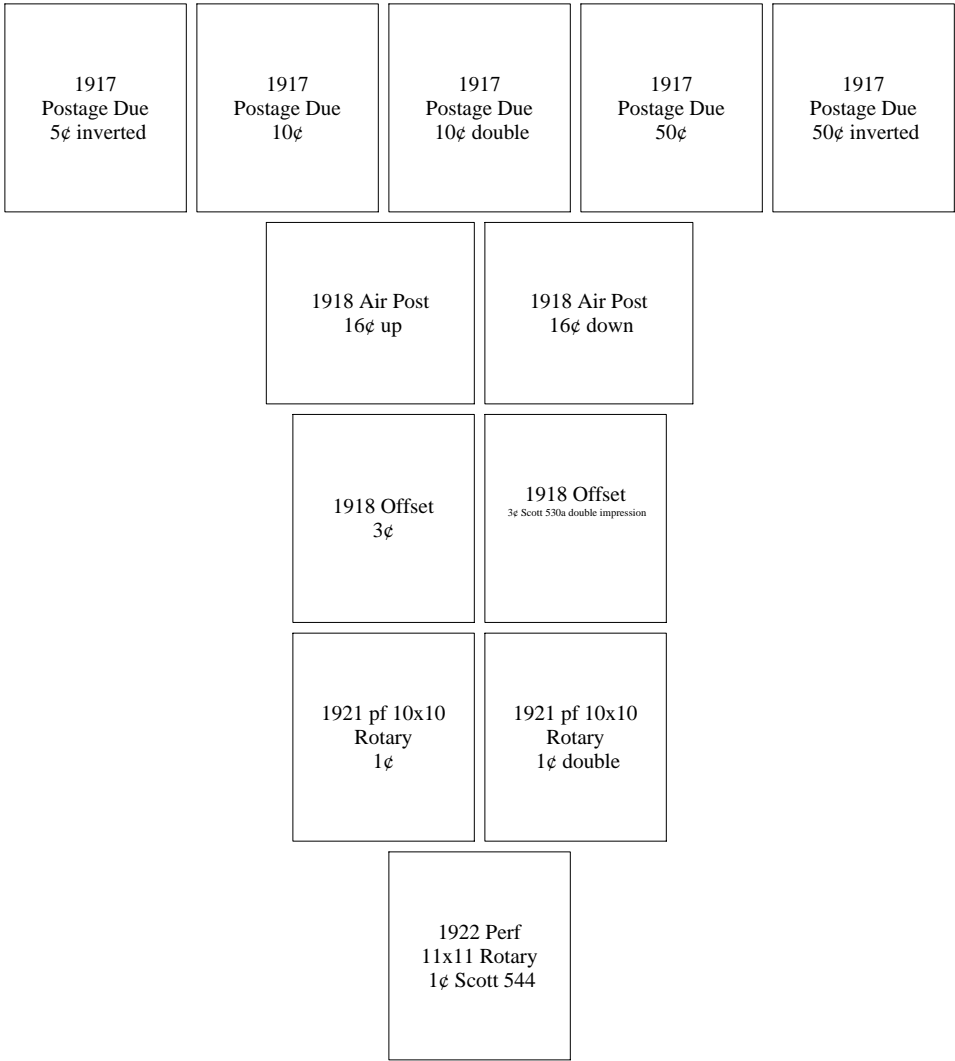 1917
Postage Due
5¢ inverted
1917
Postage Due
10¢
1917
Postage Due
10¢ double
1917
Postage Due
50¢
1917
Postage Due
50¢ inverted
1918 Air Post
16¢ up
1918 Air Post
16¢ down
1918 Offset
3¢
1918 Offset
3¢ Scott 530a double impression
1921 pf 10x10
Rotary
1¢
1921 pf 10x10
Rotary
1¢ double
1922 Perf
11x11 Rotary
1¢ Scott 544